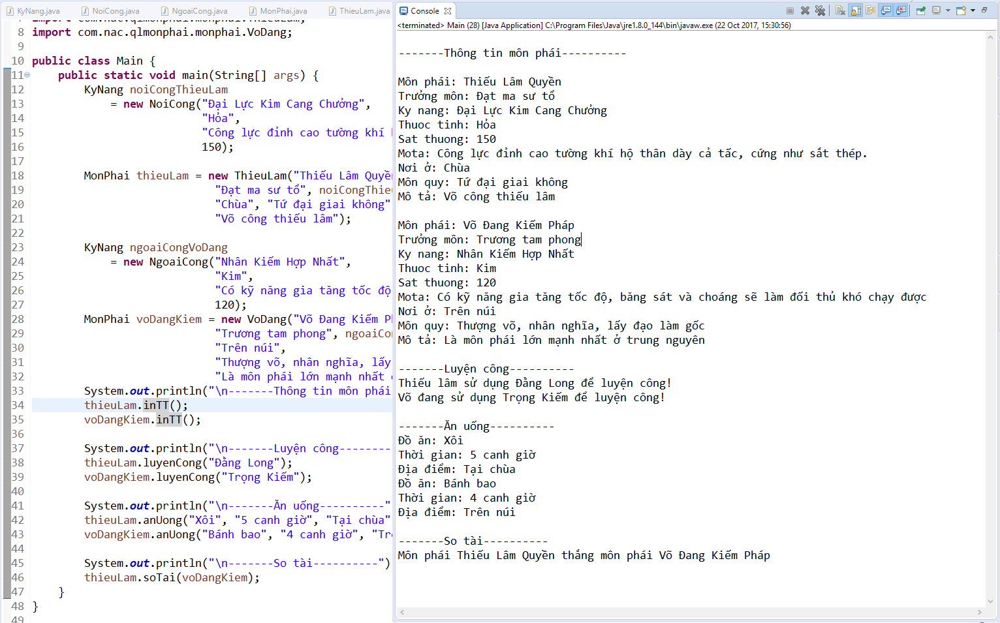 KyNang.java NoiCong.java NgoaiCong.java MonPhai.java ThieuLam.java
8 import com.nac.qlmonphai.monphai.VoDang;
9
10 public class Main {
11 public static void main(String[] args) {
12 KyNang noiCongThieuLam
13 = new NoiCong("Đại Lực Kim Cang Chưởng",
14 "Hỏa",
15 "Công lực đỉnh cao tường khí
16 150);
17
18 MonPhai thieuLam = new ThieuLam("Thiếu Lâm Quyền
19 "Đạt ma sư tổ", noiCongThieu
20 "Chùa", "Tứ đại giai không"
21 "Võ công thiếu lâm");
22
23 KyNang ngoaiCongVoDang
24 = new NgoaiCong("Nhân Kiếm Hợp Nhất",
25 "Kim",
26 "Có kỹ năng gia tăng tốc độ
27 120);
28 MonPhai voDangKiem = new VoDang("Võ Đang Kiếm Ph
29 "Trương tam phong", ngoaiCon
30 "Trên núi",
31 "Thượng võ, nhân nghĩa, lấy
32 "Là môn phái lớn mạnh nhất
33 System.out.println("\n-------Thông tin môn phái
34 thieuLam.inTT();
35 voDangKiem.inTT();
36
37 System.out.println("\n-------Luyện công--------
38 thieuLam.luyenCong("Đằng Long");
39 voDangKiem.luyenCong("Trọng Kiếm");
40
41 System.out.println("\n-------Ăn uống----------"
42 thieuLam.anUong("Xôi", "5 canh giờ", "Tại chùa"
43 voDangKiem.anUong("Bánh bao", "4 canh giờ", "Tr
44
45 System.out.println("\n-------So tài----------")
46 thieuLam.soTai(voDangKiem);
47 }
48 }
49
Console
<terminated> Main (28) [Java Application] C:\Program Files\Java\jre1.8.0_144\bin\javaw.exe (22 Oct 2017, 15:30:56)
-------Thông tin môn phái----------
Môn phái: Thiếu Lâm Quyền
Trưởng môn: Đạt ma sư tổ
Ky nang: Đại Lực Kim Cang Chưởng
Thuoc tinh: Hỏa
Sat thuong: 150
Mota: Công lực đỉnh cao tường khí hộ thân dày cả tấc, cứng như sắt thép.
Nơi ở: Chùa
Môn quy: Tứ đại giai không
Mô tả: Võ công thiếu lâm
Môn phái: Võ Đang Kiếm Pháp
Trưởng môn: Trương tam phong
Ky nang: Nhân Kiếm Hợp Nhất
Thuoc tinh: Kim
Sat thuong: 120
Mota: Có kỹ năng gia tăng tốc độ, băng sát và choáng sẽ làm đối thủ khó chạy được
Nơi ở: Trên núi
Môn quy: Thượng võ, nhân nghĩa, lấy đạo làm gốc
Mô tả: Là môn phái lớn mạnh nhất ở trung nguyên
-------Luyện công----------
Thiếu lâm sử dụng Đằng Long để luyện công!
Võ đang sử dụng Trọng Kiếm để luyện công!
-------Ăn uống----------
Đồ ăn: Xôi
Thời gian: 5 canh giờ
Địa điểm: Tại chùa
Đồ ăn: Bánh bao
Thời gian: 4 canh giờ
Địa điểm: Trên núi
-------So tài----------
Môn phái Thiếu Lâm Quyền thắng môn phái Võ Đang Kiếm Pháp